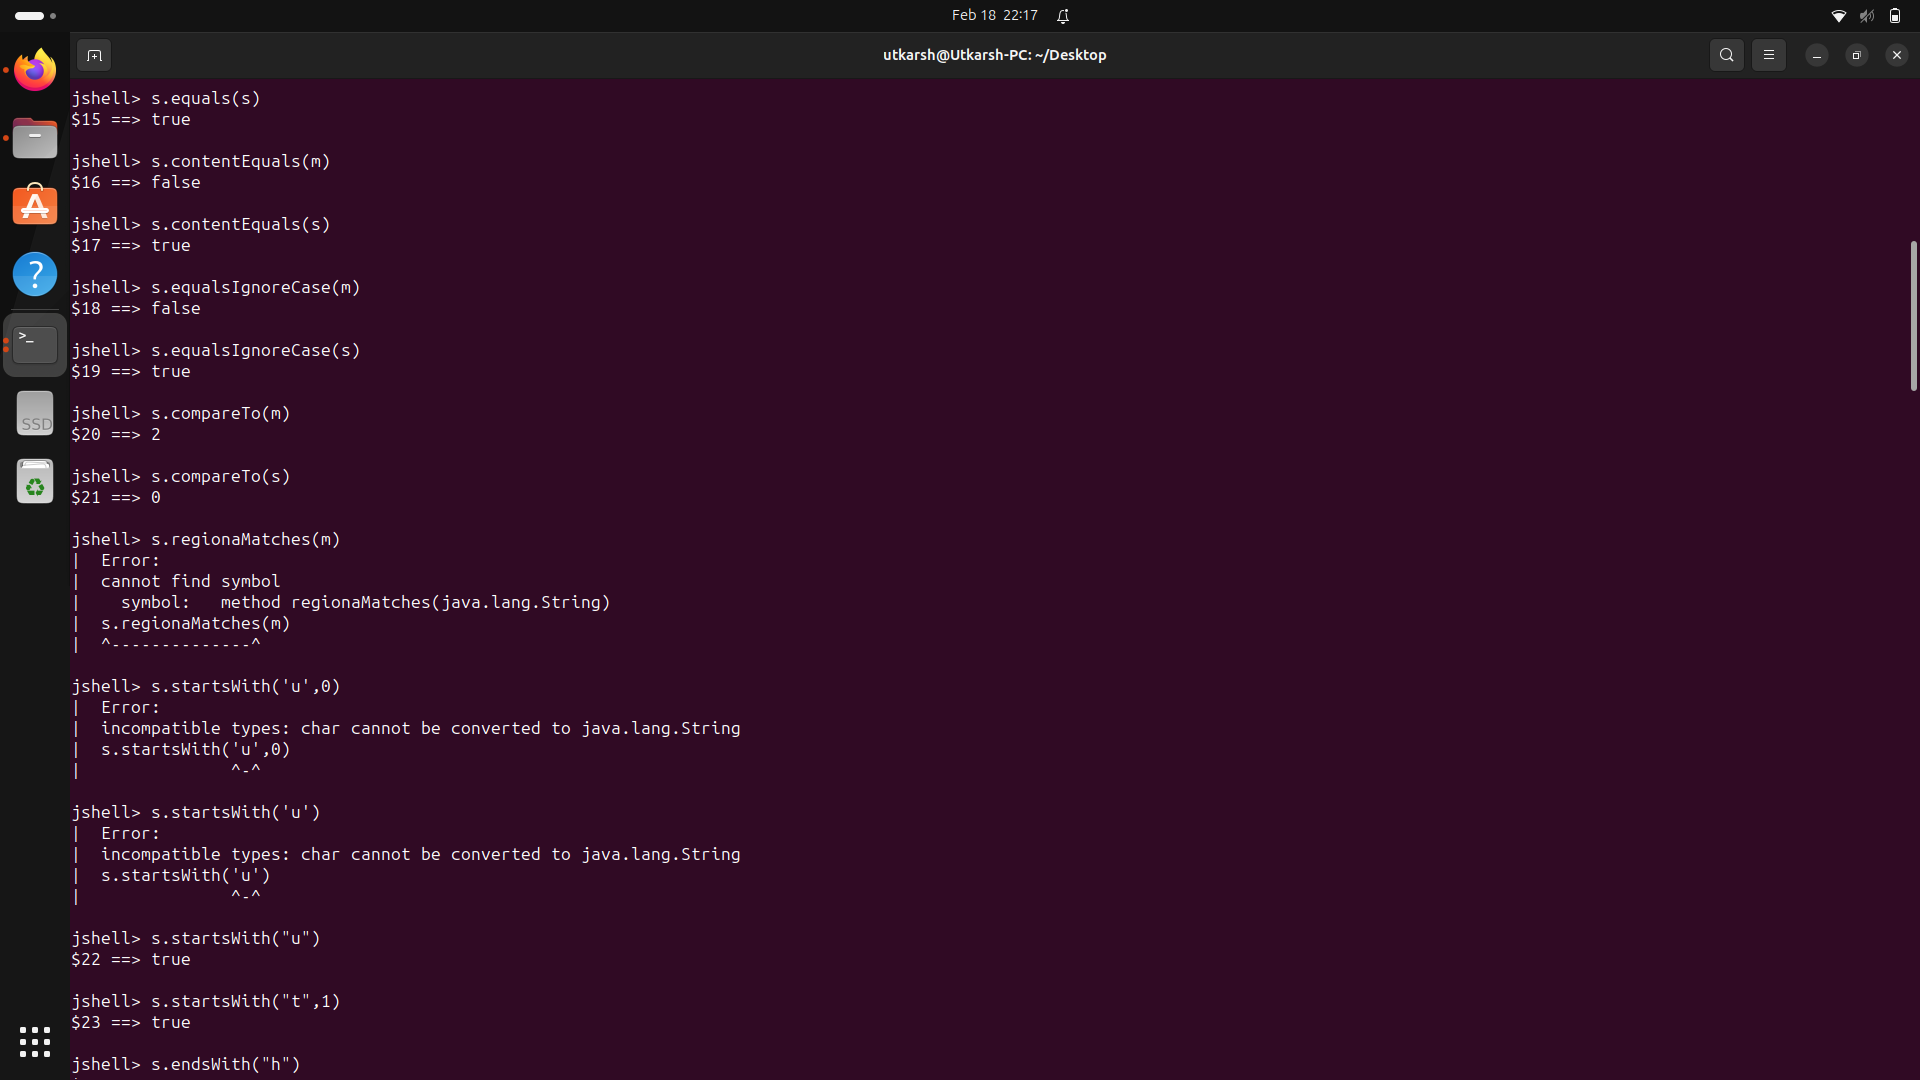 Feb 18 22:17
utkarsh@Utkarsh-PC: ~/Desktop
jshell> s.equals(s)
$15 ==> true
jshell> s.contentEquals(m)
$16 ==> false
jshell> s.contentEquals(s)
$17 ==> true
jshell> s.equalsIgnoreCase(m)
$18 ==> false
jshell> s.equalsIgnoreCase(s)
$19 ==> true
jshell> s.compareTo(m)
$20 ==> 2
jshell> s.compareTo(s)
$21 ==> 0
jshell> s.regionaMatches(m)
|  Error:
|  cannot find symbol
|    symbol:   method regionaMatches(java.lang.String)
|  s.regionaMatches(m)
|  ^--------------^
jshell> s.startsWith('u',0)
|  Error:
|  incompatible types: char cannot be converted to java.lang.String
|  s.startsWith('u',0)
|               ^-^
jshell> s.startsWith('u')
|  Error:
|  incompatible types: char cannot be converted to java.lang.String
|  s.startsWith('u')
|               ^-^
jshell> s.startsWith("u")
$22 ==> true
jshell> s.startsWith("t",1)
$23 ==> true
jshell> s.endsWith("h")
>_
SSD